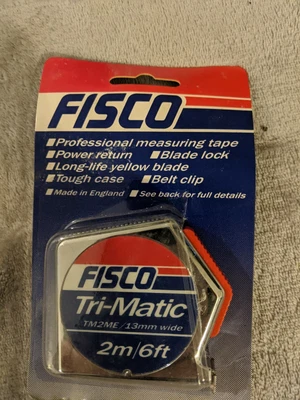 FISCO
Professional measuring tape
Power return Blade lock
Long-life yellow blade
Tough case Belt clip
Made in England See back for full details
FISCO
Tri-Matic
TM2ME/13mm wide
2m/6ft